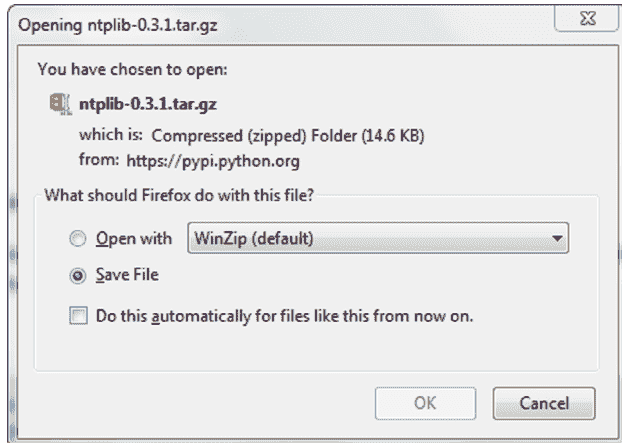 Opening ntplib-0.3.1.tar.gz
You have chosen to open:
ntplib-0.3.1.tar.gz
which is: Compressed (zipped) Folder (14.6 KB)
from: https://pypi.python.org
What should Firefox do with this file?
Open with WinZip (default)
Save File
Do this automatically for files like this from now on.
OK Cancel